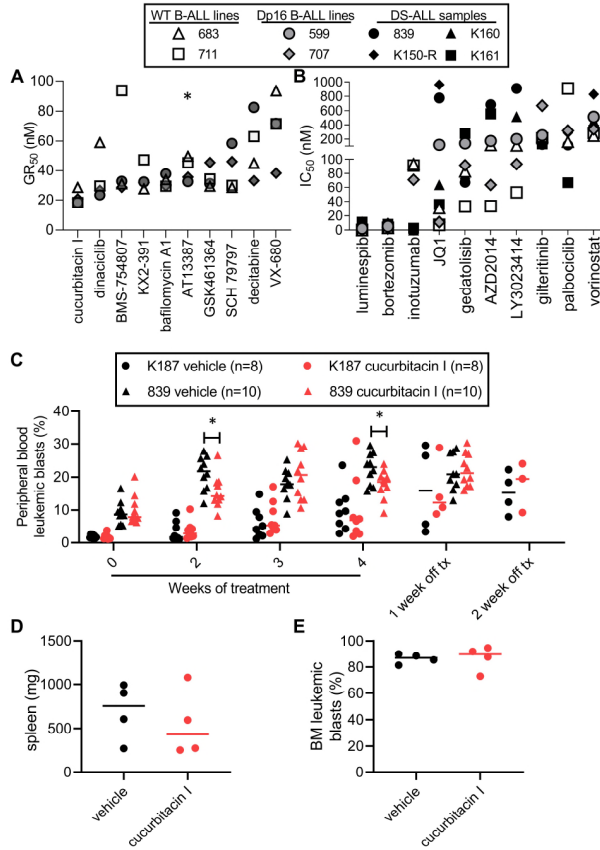 WT B-ALL lines Dp16 B-ALL lines DS-ALL samples
683 599 839 K160
711 707 K150-R K161
A
*
GR50 (nM)
100
80
60
40
20
0
cucurbitacin I
dinaciclib
BMS-754807
KX2-391
bafilomycin A1
AT13387
GSK461364
SCH 79797
decitabine
VX-680
B
IC50 (nM)
1000
800
600
400
200
100
80
60
40
20
0
luminespib
bortezomib
inotuzumab
JQ1
gedatolisib
AZD2014
LY3023414
gilteritinib
palbociclib
vorinostat
C
K187 vehicle (n=8) K187 cucurbitacin I (n=8)
839 vehicle (n=10) 839 cucurbitacin I (n=10)
Peripheral blood
leukemic blasts (%)
40
30
20
10
0
* *
0 2 3 4 1 week off tx 2 week off tx
Weeks of treatment
D
spleen (mg)
1500
1000
500
0
vehicle
cucurbitacin I
E
BM leukemic
blasts (%)
100
80
60
40
20
0
vehicle
cucurbitacin I